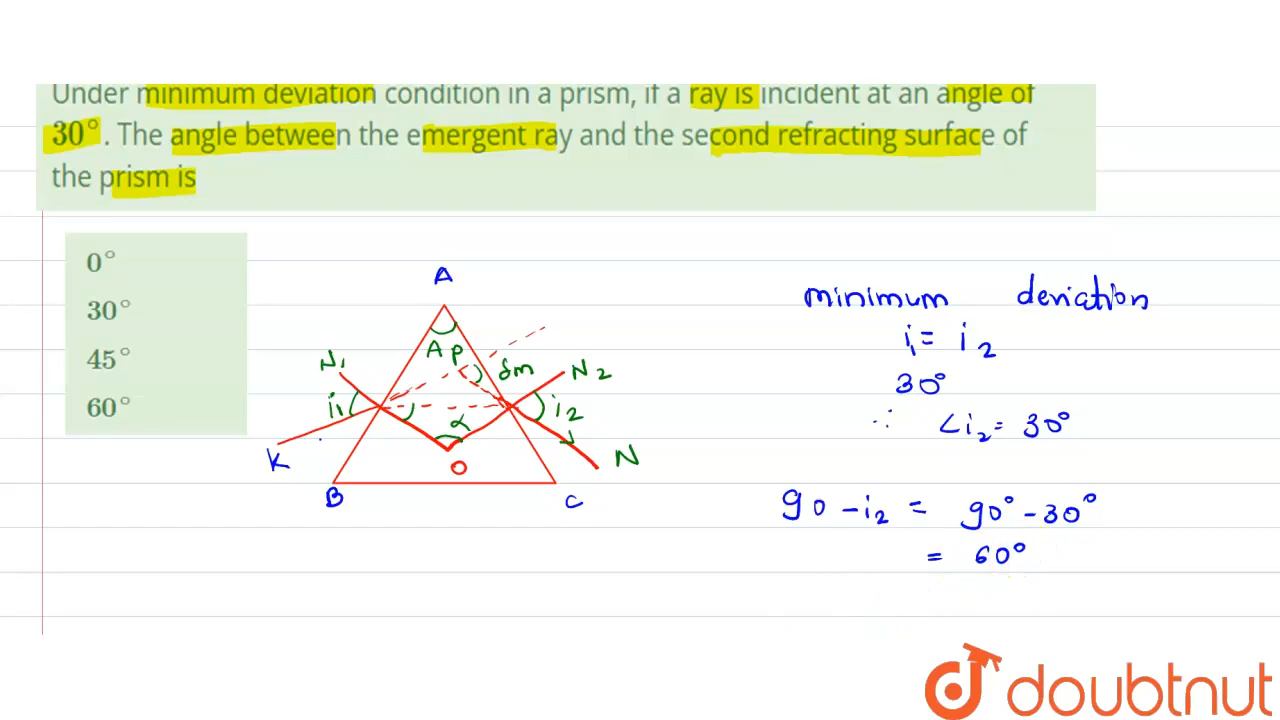 Under minimum deviation condition in a prism, if a ray is incident at an angle of
30°. The angle between the emergent ray and the second refracting surface of
the prism is
0°
30°
45°
60°
A
A P
N1
δm
N2
i1
α
i2
K
O
N
B
C
minimum deviation
i1 = i2
30°
∴ ∠i2 = 30°
90 - i2 = 90° - 30°
= 60°
doubtnut